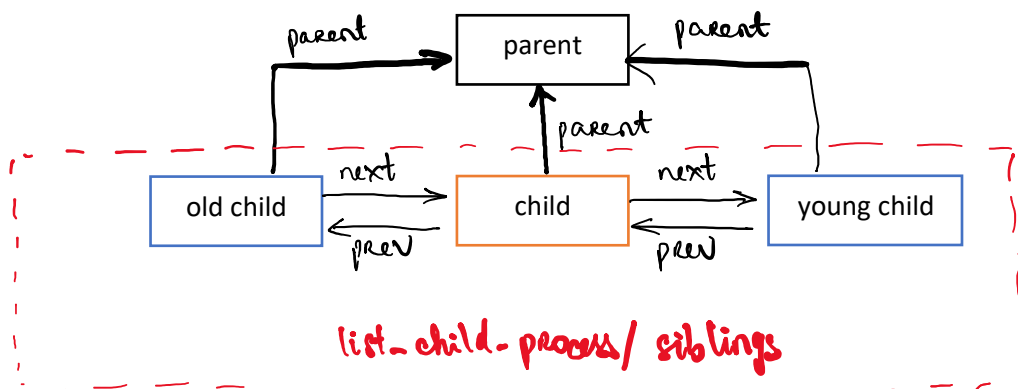 parent
parent
parent
parent
next
next
old child
child
young child
prev
prev
list_child_process/ siblings